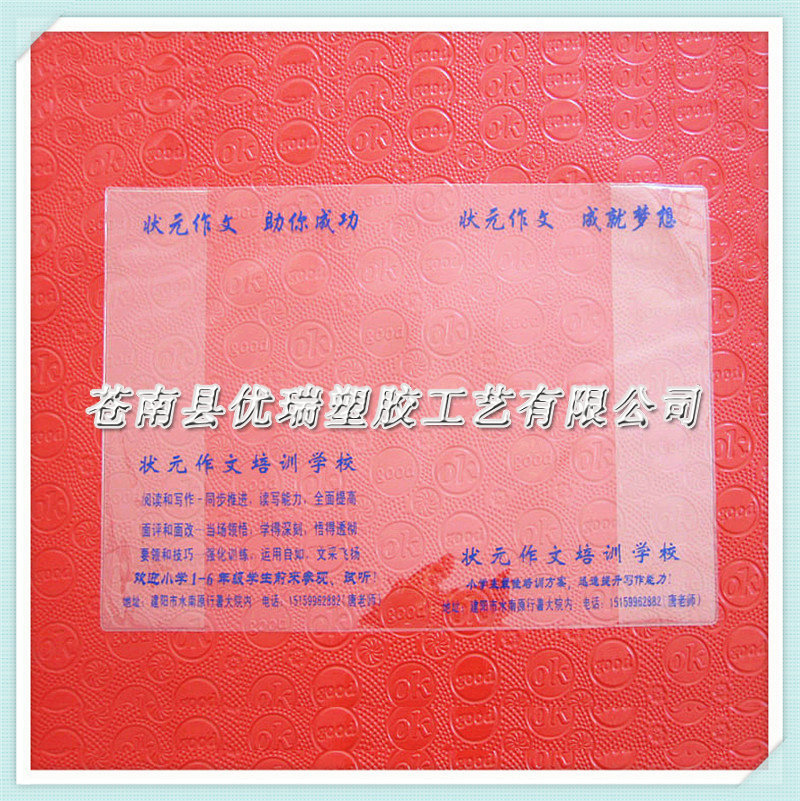 状元作文 助你成功
状元作文 成就梦想
苍南县优瑞塑胶工艺有限公司
状元作文培训学校
阅读和写作-同步推进，读写能力，全面提高
面评和面改-当场领悟，学得深刻，悟得透彻
要领和技巧-强化训练，运用自如，文采飞扬
欢迎小学1-6年级学生前来参观、试听！
地址：建阳市水南原行署大院内 电话：15159962882（唐老师）
状元作文培训学校
小学 培训方案，迅速提升写作能力！
地址：建阳市水南原行署大院内 电话：15159962882（唐老师）
good
ok